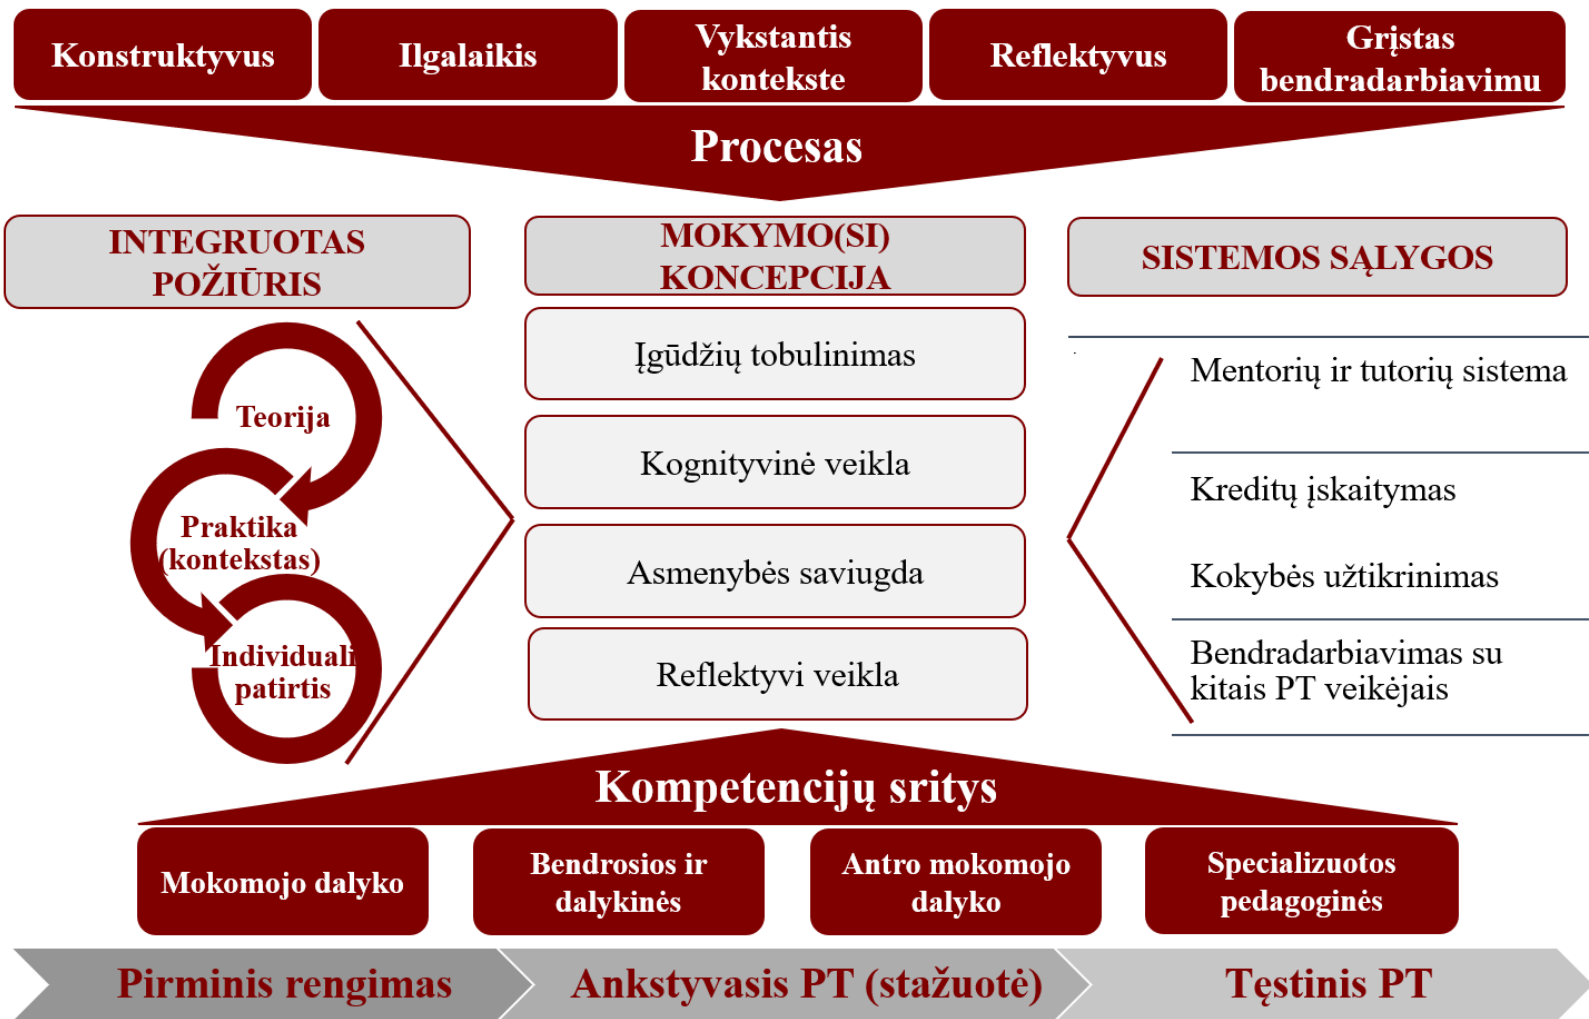 Konstruktyvus
Ilgalaikis
Vykstantis
kontekste
Reflektyvus
Grįstas
bendradarbiavimu
Procesas
INTEGRUOTAS
POŽIŪRIS
Teorija
Praktika
(kontekstas)
Individuali
patirtis
MOKYMO(SI)
KONCEPCIJA
Įgūdžių tobulinimas
Kognityvinė veikla
Asmenybės saviugda
Reflektyvi veikla
SISTEMOS SĄLYGOS
Mentorių ir tutorių sistema
Kreditų įskaitymas
Kokybės užtikrinimas
Bendradarbiavimas su
kitais PT veikėjais
Kompetencijų sritys
Mokomojo dalyko
Bendrosios ir
dalykinės
Antro mokomojo
dalyko
Specializuotos
pedagoginės
Pirminis rengimas
Ankstyvasis PT (stažuotė)
Tęstinis PT